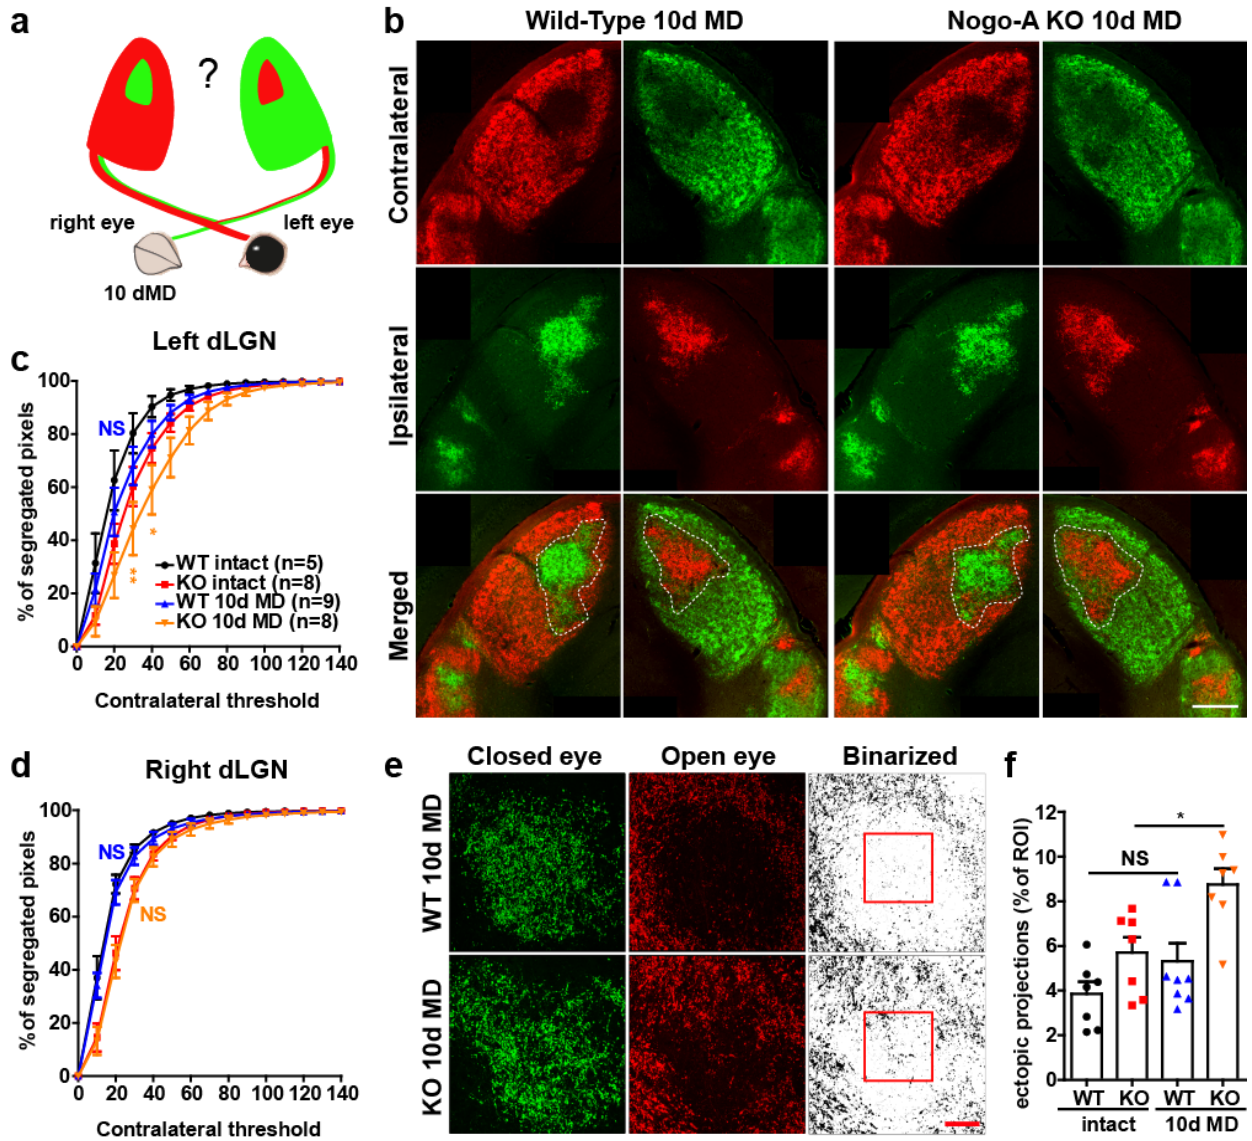 a
?
right eye
left eye
10 dMD
b
Wild-Type 10d MD
Nogo-A KO 10d MD
Contralateral
Ipsilateral
Merged
c
Left dLGN
% of segregated pixels
100
80
60
40
20
0
NS
*
**
WT intact (n=5)
KO intact (n=8)
WT 10d MD (n=9)
KO 10d MD (n=8)
0 20 40 60 80 100 120 140
Contralateral threshold
d
Right dLGN
% of segregated pixels
100
80
60
40
20
0
NS
NS
0 20 40 60 80 100 120 140
Contralateral threshold
e
Closed eye
Open eye
Binarized
WT 10d MD
KO 10d MD
f
ectopic projections (% of ROI)
12
10
8
6
4
2
0
*
NS
WT KO WT KO
intact 10d MD